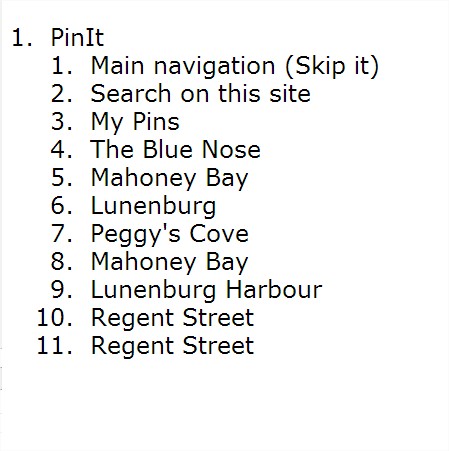 1. PinIt
1. Main navigation (Skip it)
2. Search on this site
3. My Pins
4. The Blue Nose
5. Mahoney Bay
6. Lunenburg
7. Peggy's Cove
8. Mahoney Bay
9. Lunenburg Harbour
10. Regent Street
11. Regent Street